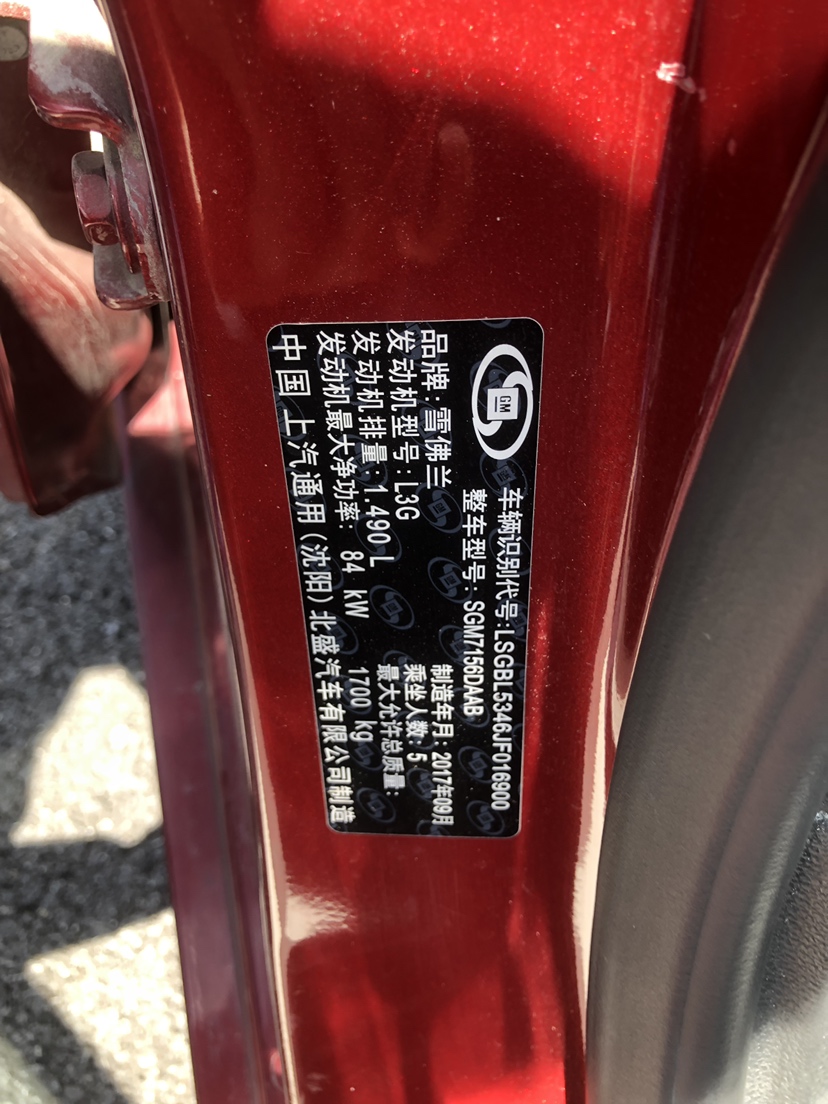 GM
车辆识别代号:LSGBL5346JF016900
整车型号: SGM7156DAAB
品牌: 雪佛兰
制造年月: 2017年09月
发动机型号: L3G
乘坐人数: 5
发动机排量: 1.490 L
最大允许总质量:
发动机最大净功率: 84 kW 1700 kg
中国 上汽通用(沈阳)北盛汽车有限公司制造